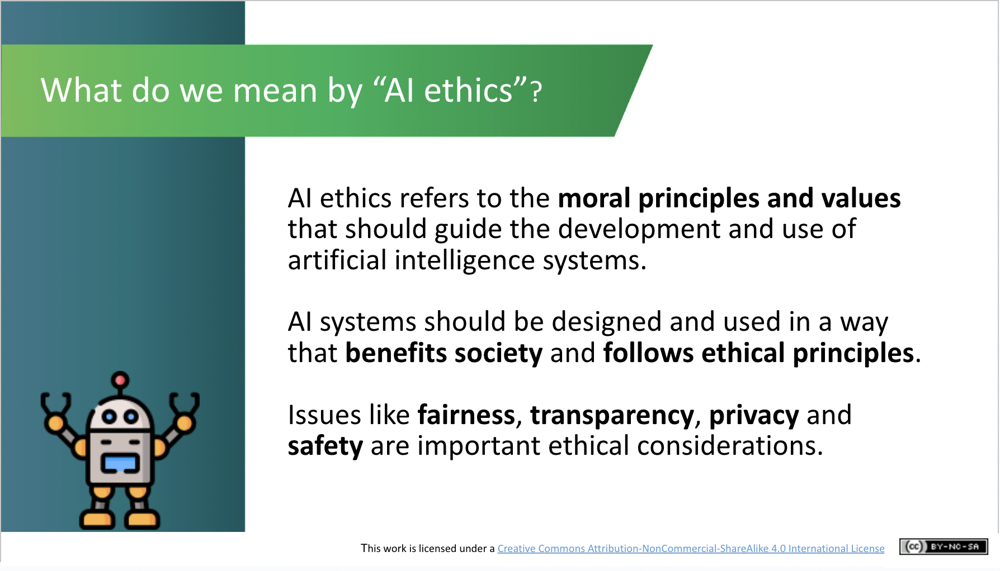 What do we mean by “AI ethics”?
AI ethics refers to the moral principles and values
that should guide the development and use of
artificial intelligence systems.
AI systems should be designed and used in a way
that benefits society and follows ethical principles.
Issues like fairness, transparency, privacy and
safety are important ethical considerations.
This work is licensed under a Creative Commons Attribution-NonCommercial-ShareAlike 4.0 International License
cc BY-NC-SA